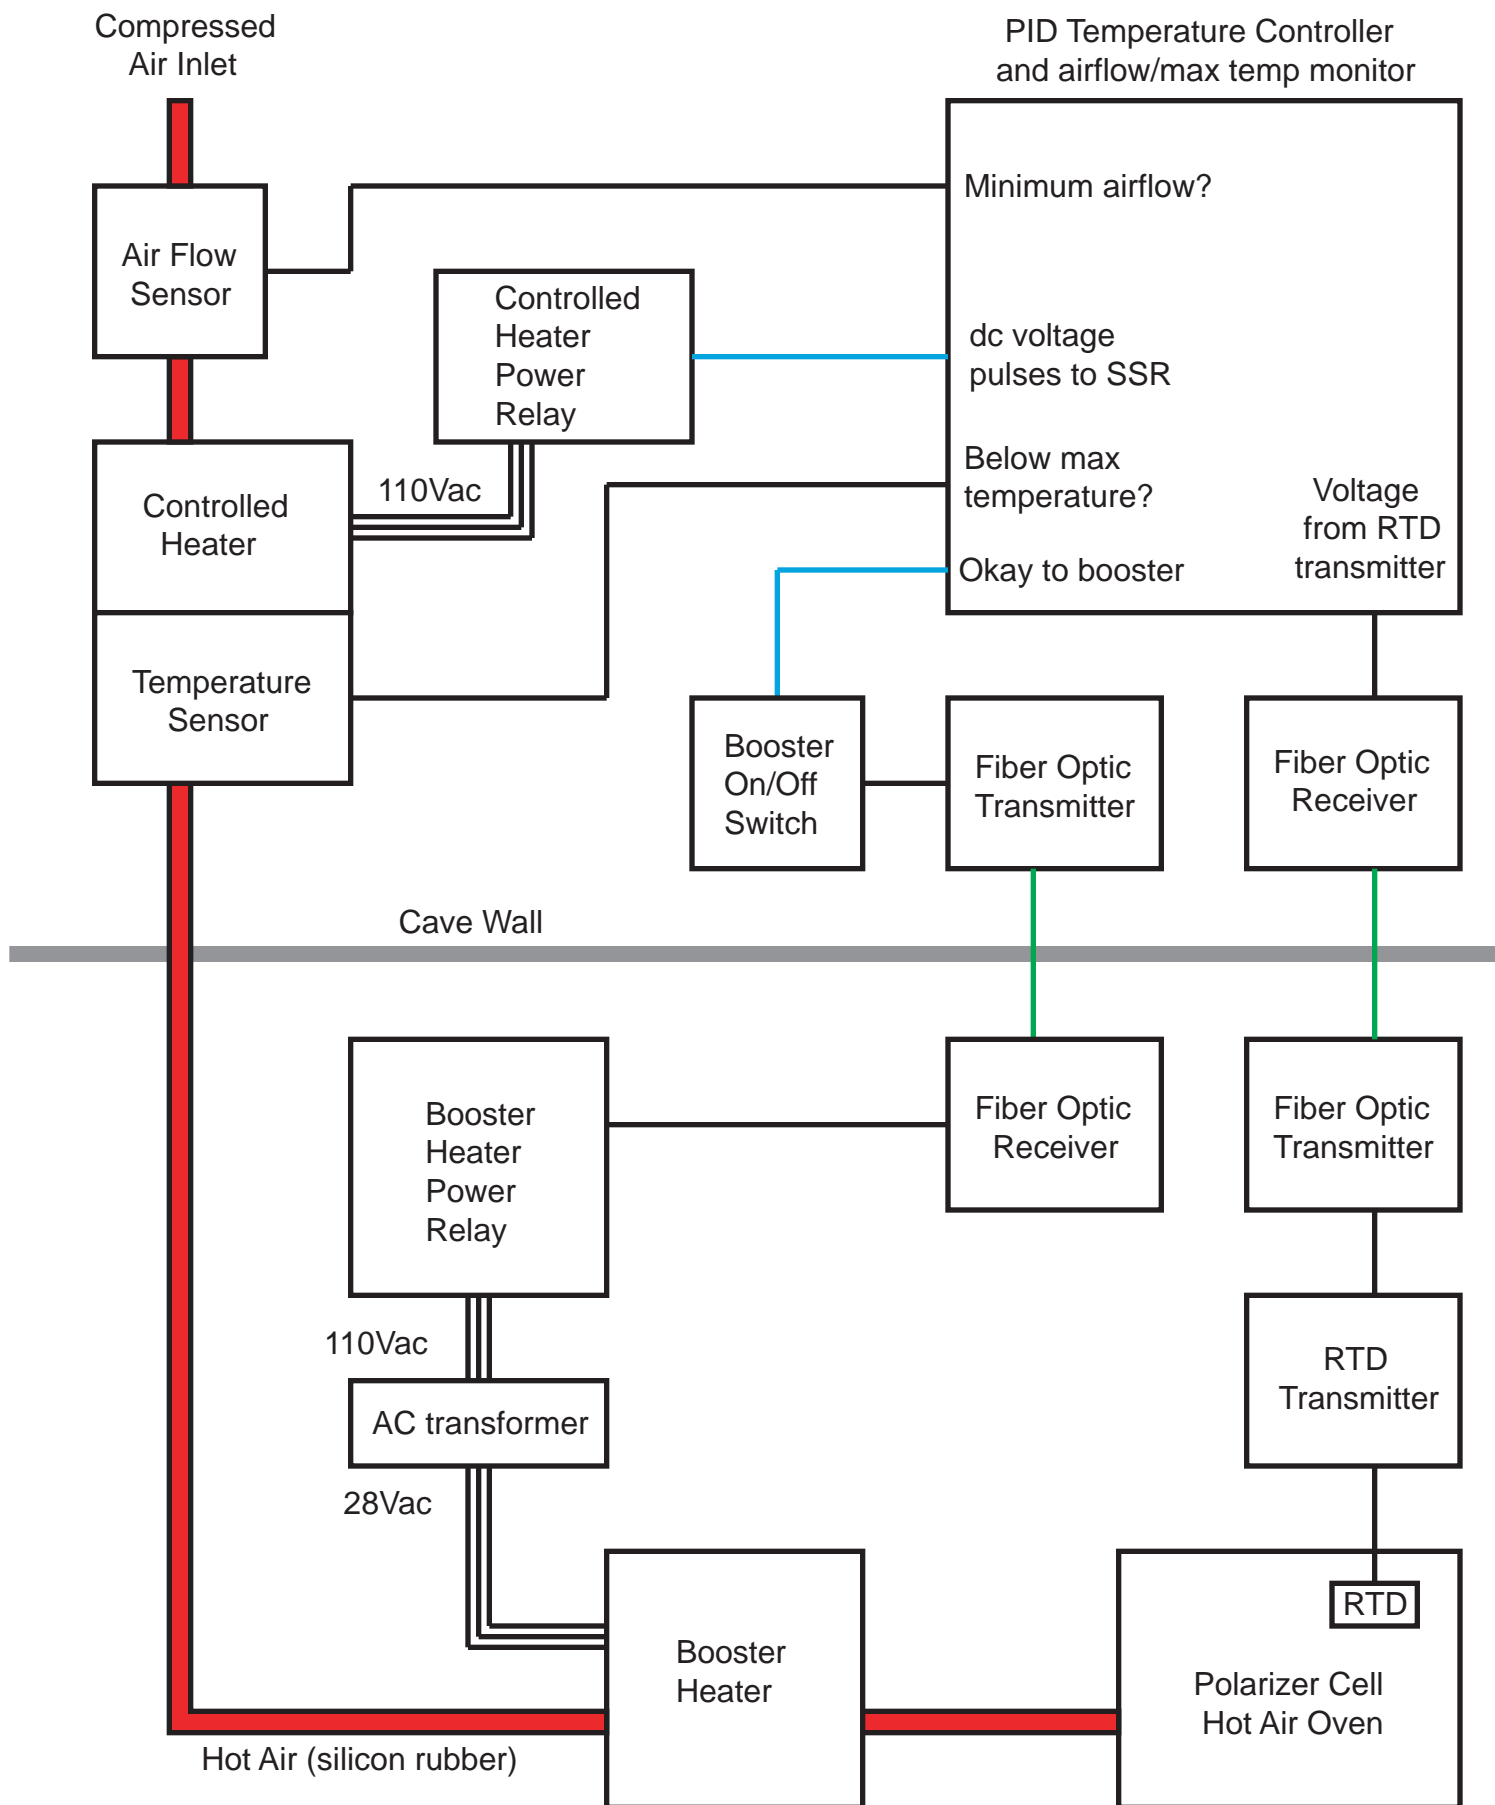 Compressed
Air Inlet
PID Temperature Controller
and airflow/max temp monitor
Minimum airflow?
Air Flow
Sensor
Controlled
Heater
Power
Relay
dc voltage
pulses to SSR
Below max
temperature?
Voltage
from RTD
transmitter
110Vac
Controlled
Heater
Okay to booster
Temperature
Sensor
Booster
On/Off
Switch
Fiber Optic
Transmitter
Fiber Optic
Receiver
Cave Wall
Booster
Heater
Power
Relay
Fiber Optic
Receiver
Fiber Optic
Transmitter
110Vac
RTD
Transmitter
AC transformer
28Vac
RTD
Booster
Heater
Polarizer Cell
Hot Air Oven
Hot Air (silicon rubber)